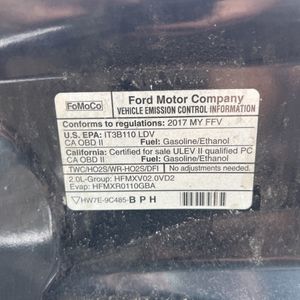 FoMoCo
Ford Motor Company
VEHICLE EMISSION CONTROL INFORMATION
Conforms to regulations: 2017 MY FFV
U.S. EPA: IT3B110 LDV
CA OBD II Fuel: Gasoline/Ethanol
California: Certified for sale ULEV II qualified PC
CA OBD II Fuel: Gasoline/Ethanol
TWC/HO2S/WR-HO2S/DFI No adjustments needed.
2.0L-Group: HFMXV02.0VD2
Evap: HFMXR0110GBA
HW7E-9C485- B P H